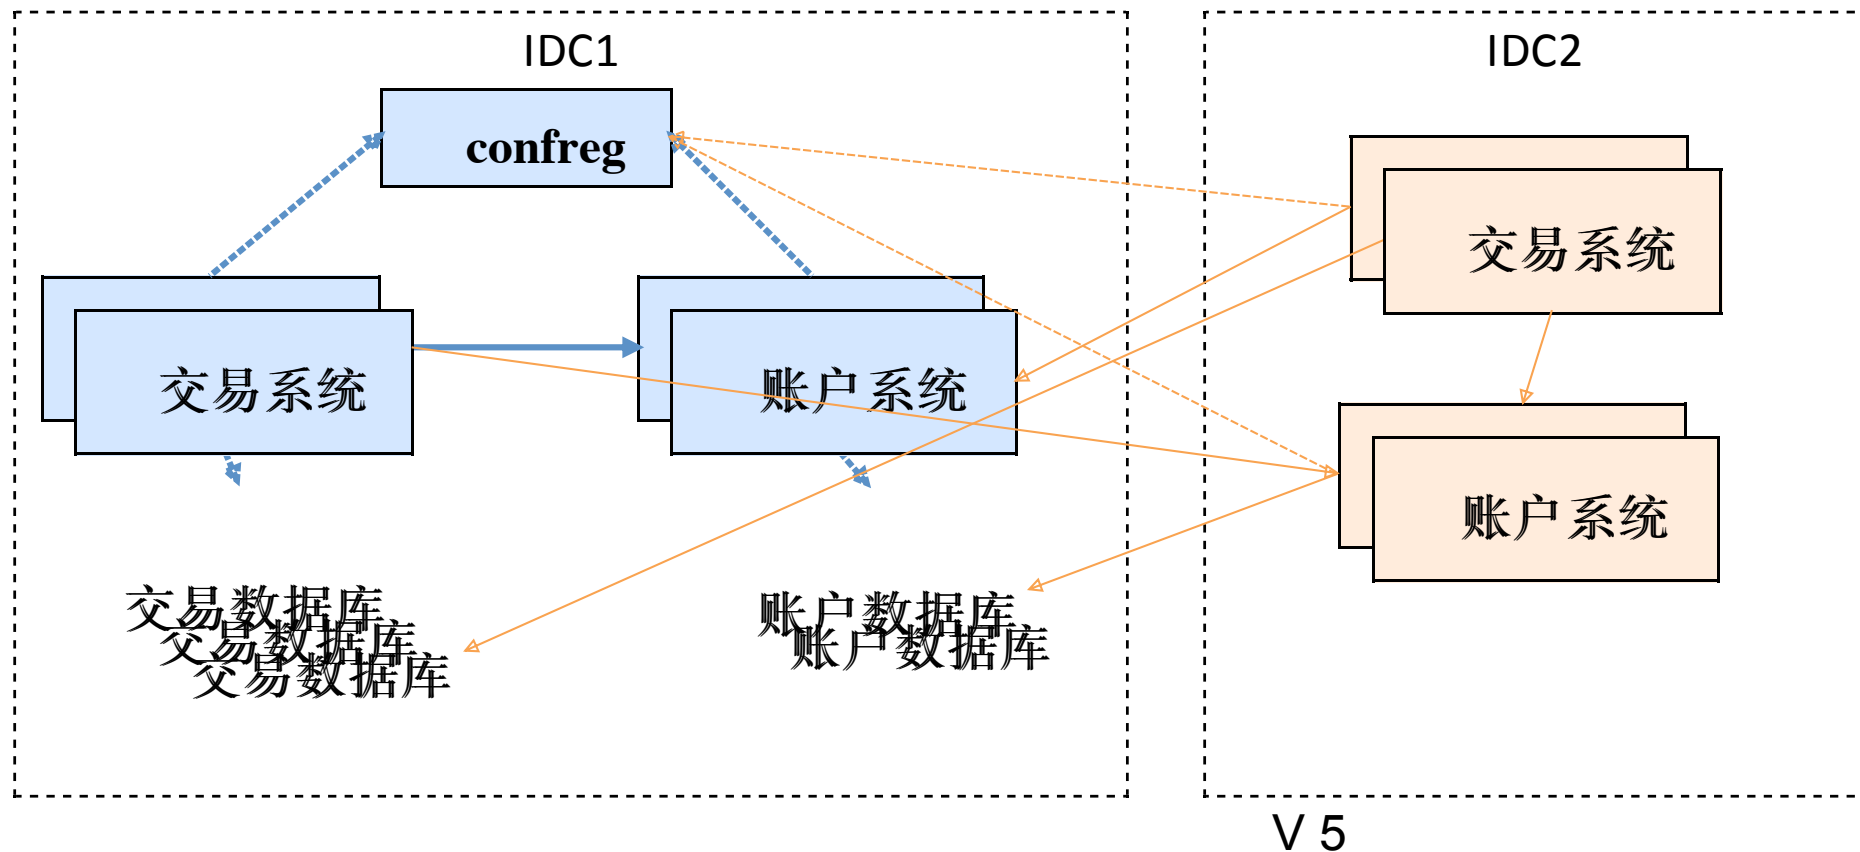 IDC1
IDC2
confreg
交易系统
交易系统
账户系统
账户系统
交易数据库
交易数据库
交易数据库
账户数据库
账户数据库
V 5